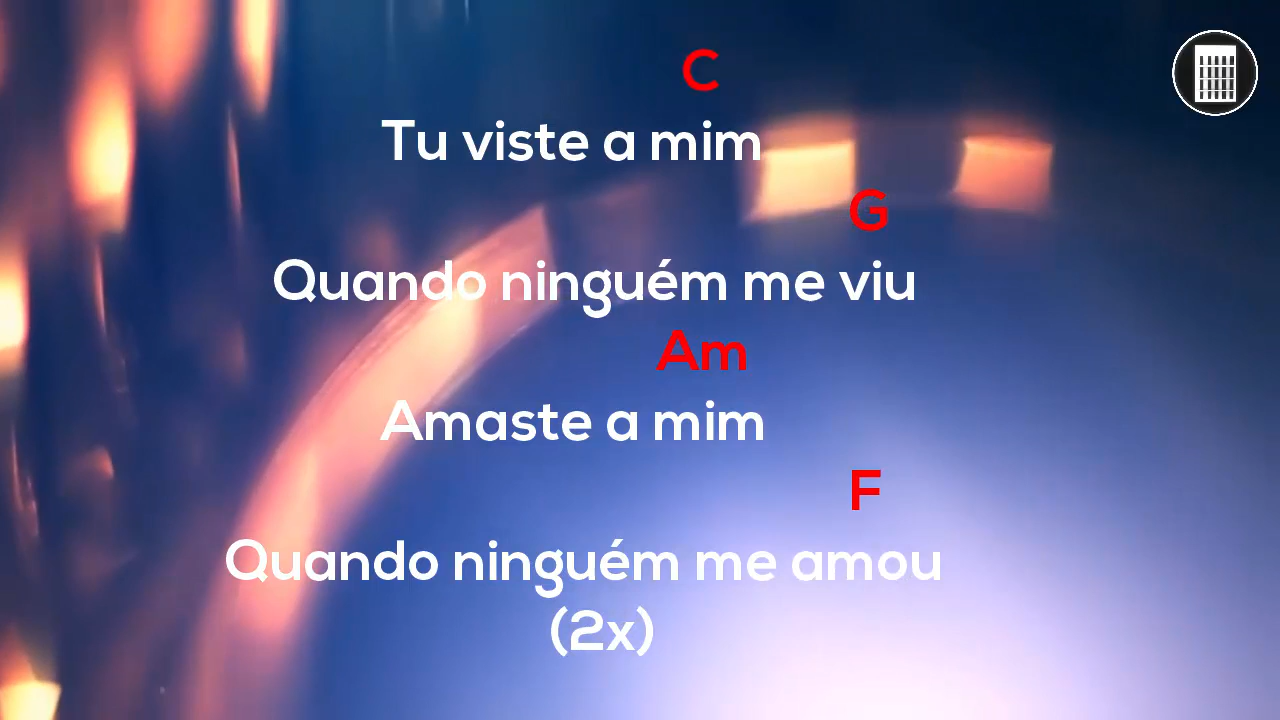 C
Tu viste a mim
G
Quando ninguém me viu
Am
Amaste a mim
F
Quando ninguém me amou
(2x)